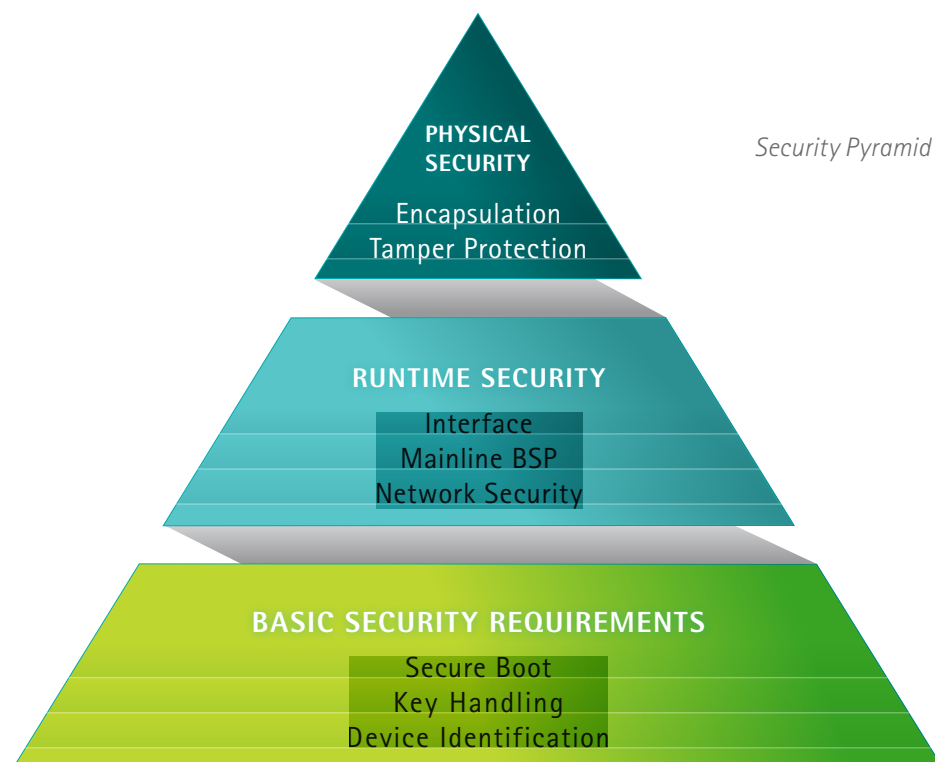 PHYSICAL
SECURITY
Security Pyramid
Encapsulation
Tamper Protection
RUNTIME SECURITY
Interface
Mainline BSP
Network Security
BASIC SECURITY REQUIREMENTS
Secure Boot
Key Handling
Device Identification